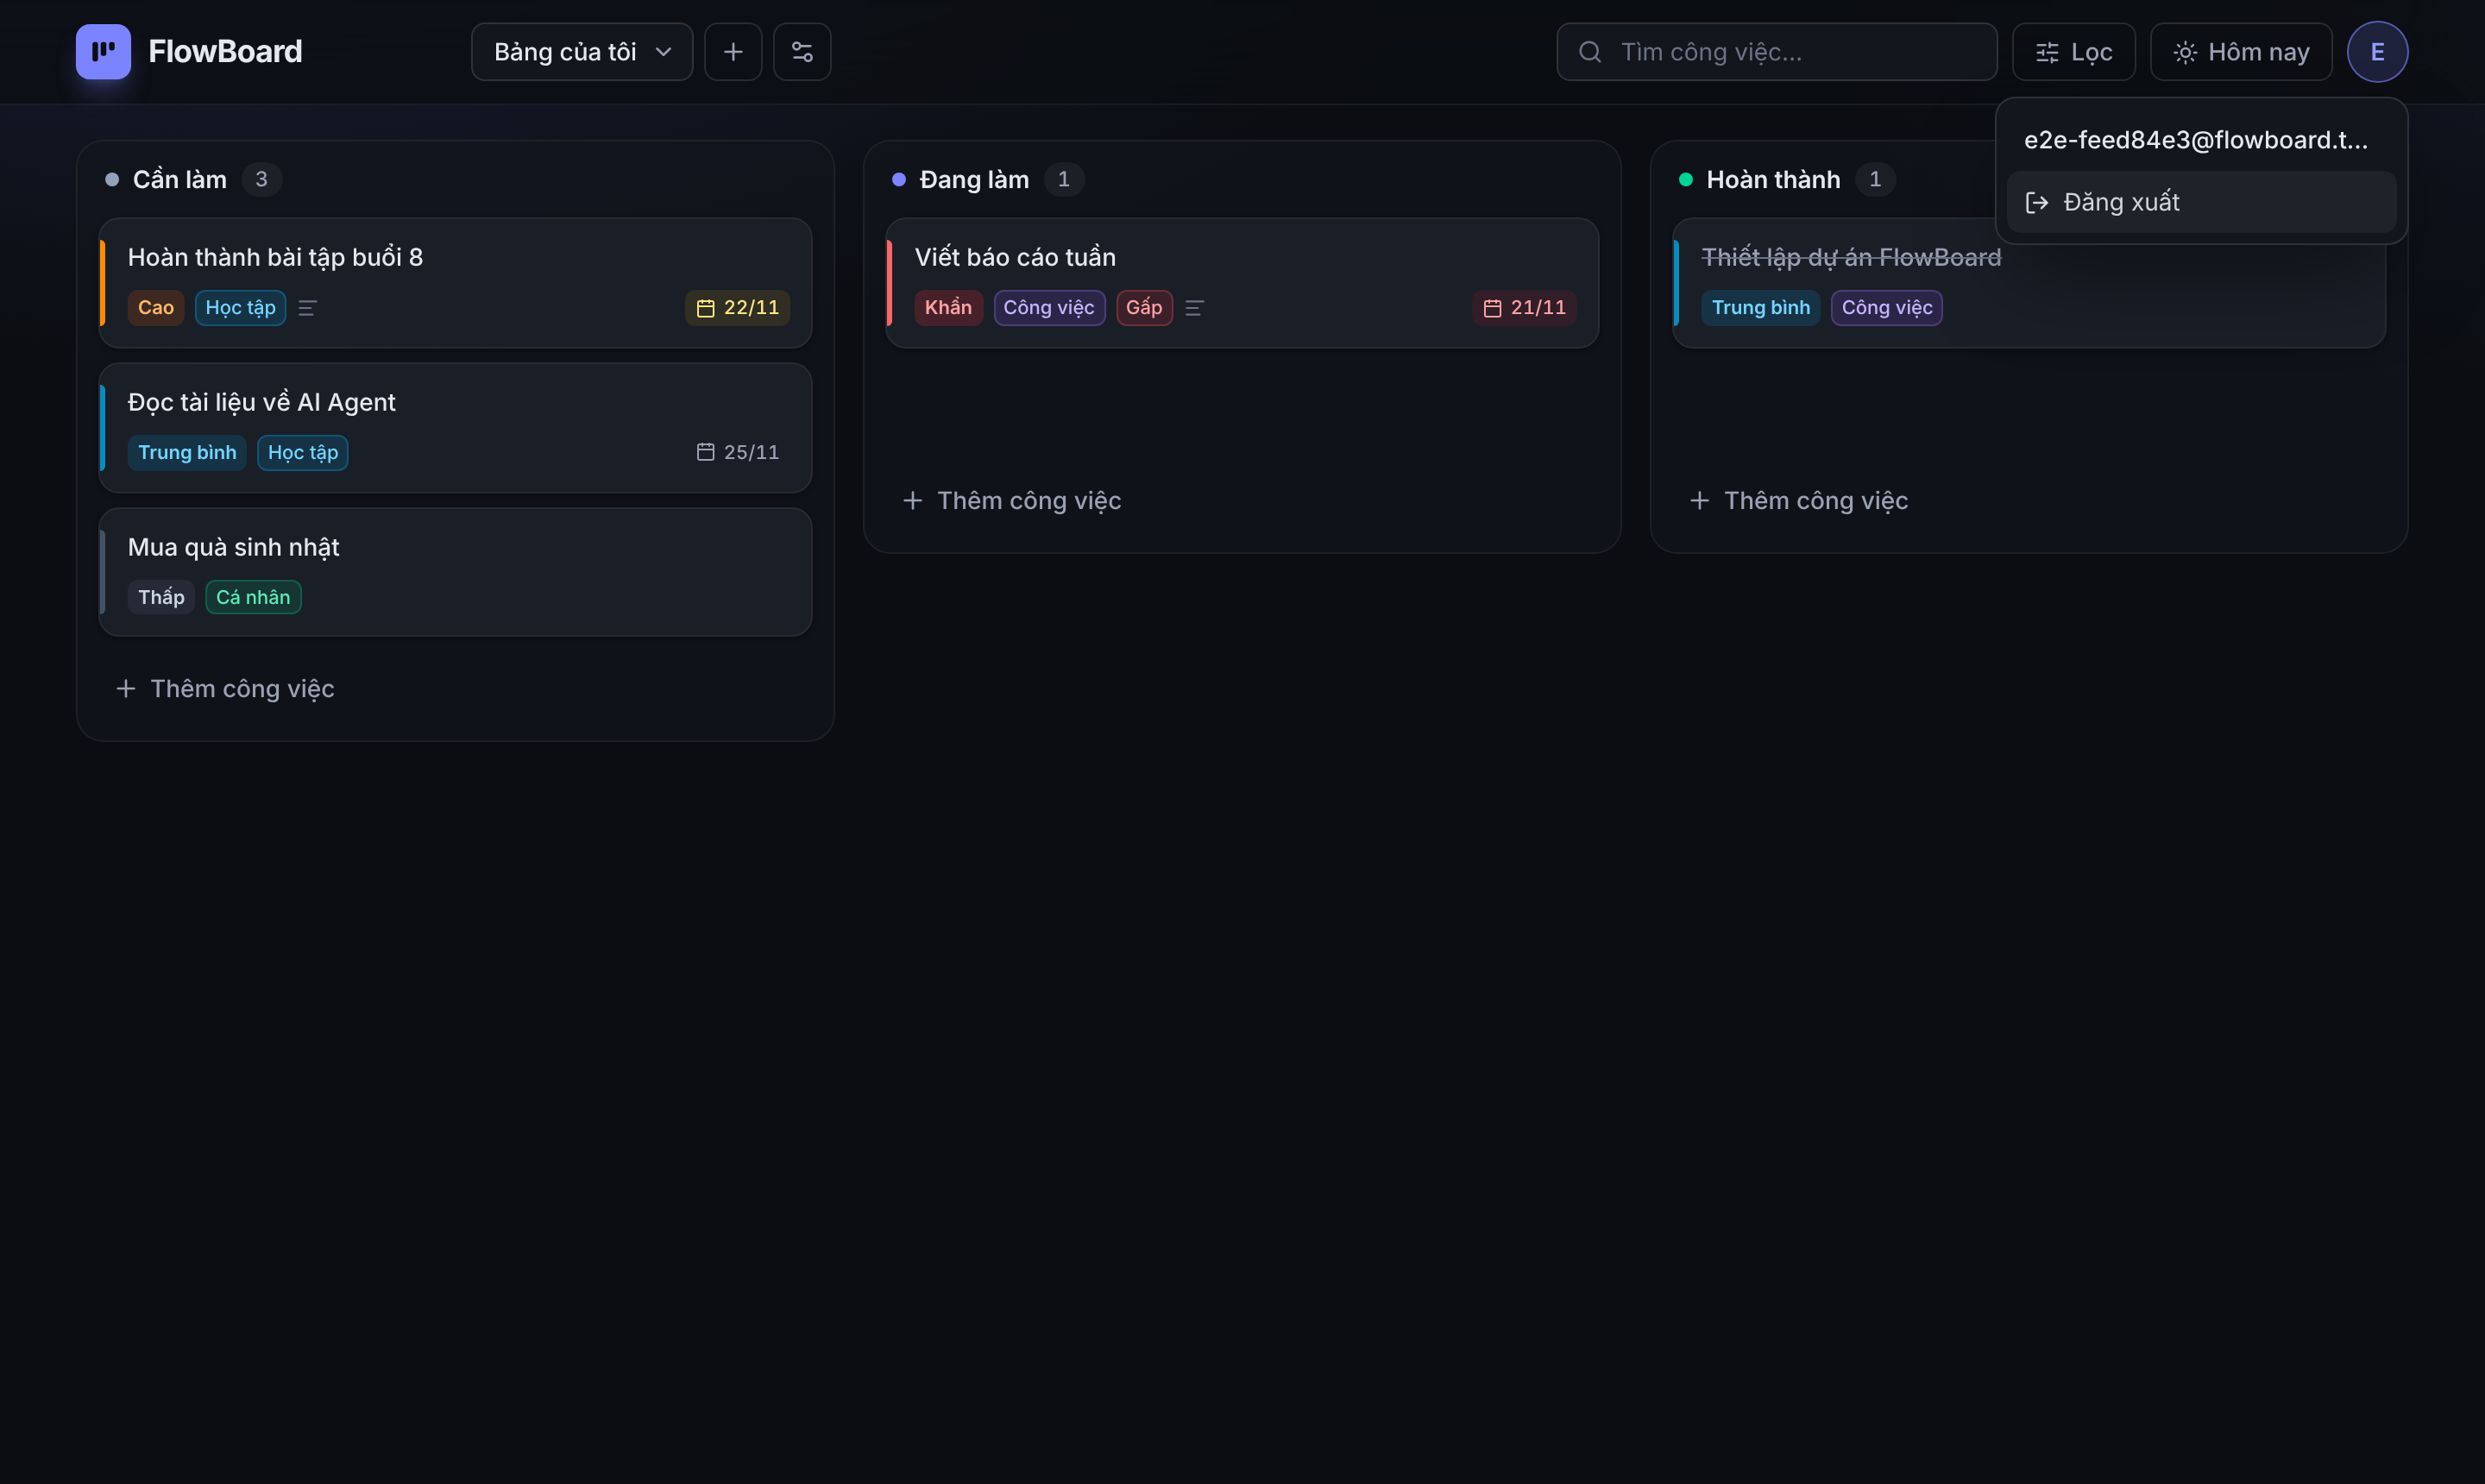 FlowBoard
Bảng của tôi
Tìm công việc...
Lọc
Hôm nay
E
e2e-feed84e3@flowboard.t...
Đăng xuất
Cần làm 3
Hoàn thành bài tập buổi 8
Cao Học tập 22/11
Đọc tài liệu về AI Agent
Trung bình Học tập 25/11
Mua quà sinh nhật
Thấp Cá nhân
Thêm công việc
Đang làm 1
Viết báo cáo tuần
Khẩn Công việc Gấp 21/11
Thêm công việc
Hoàn thành 1
Thiết lập dự án FlowBoard
Trung bình Công việc
Thêm công việc